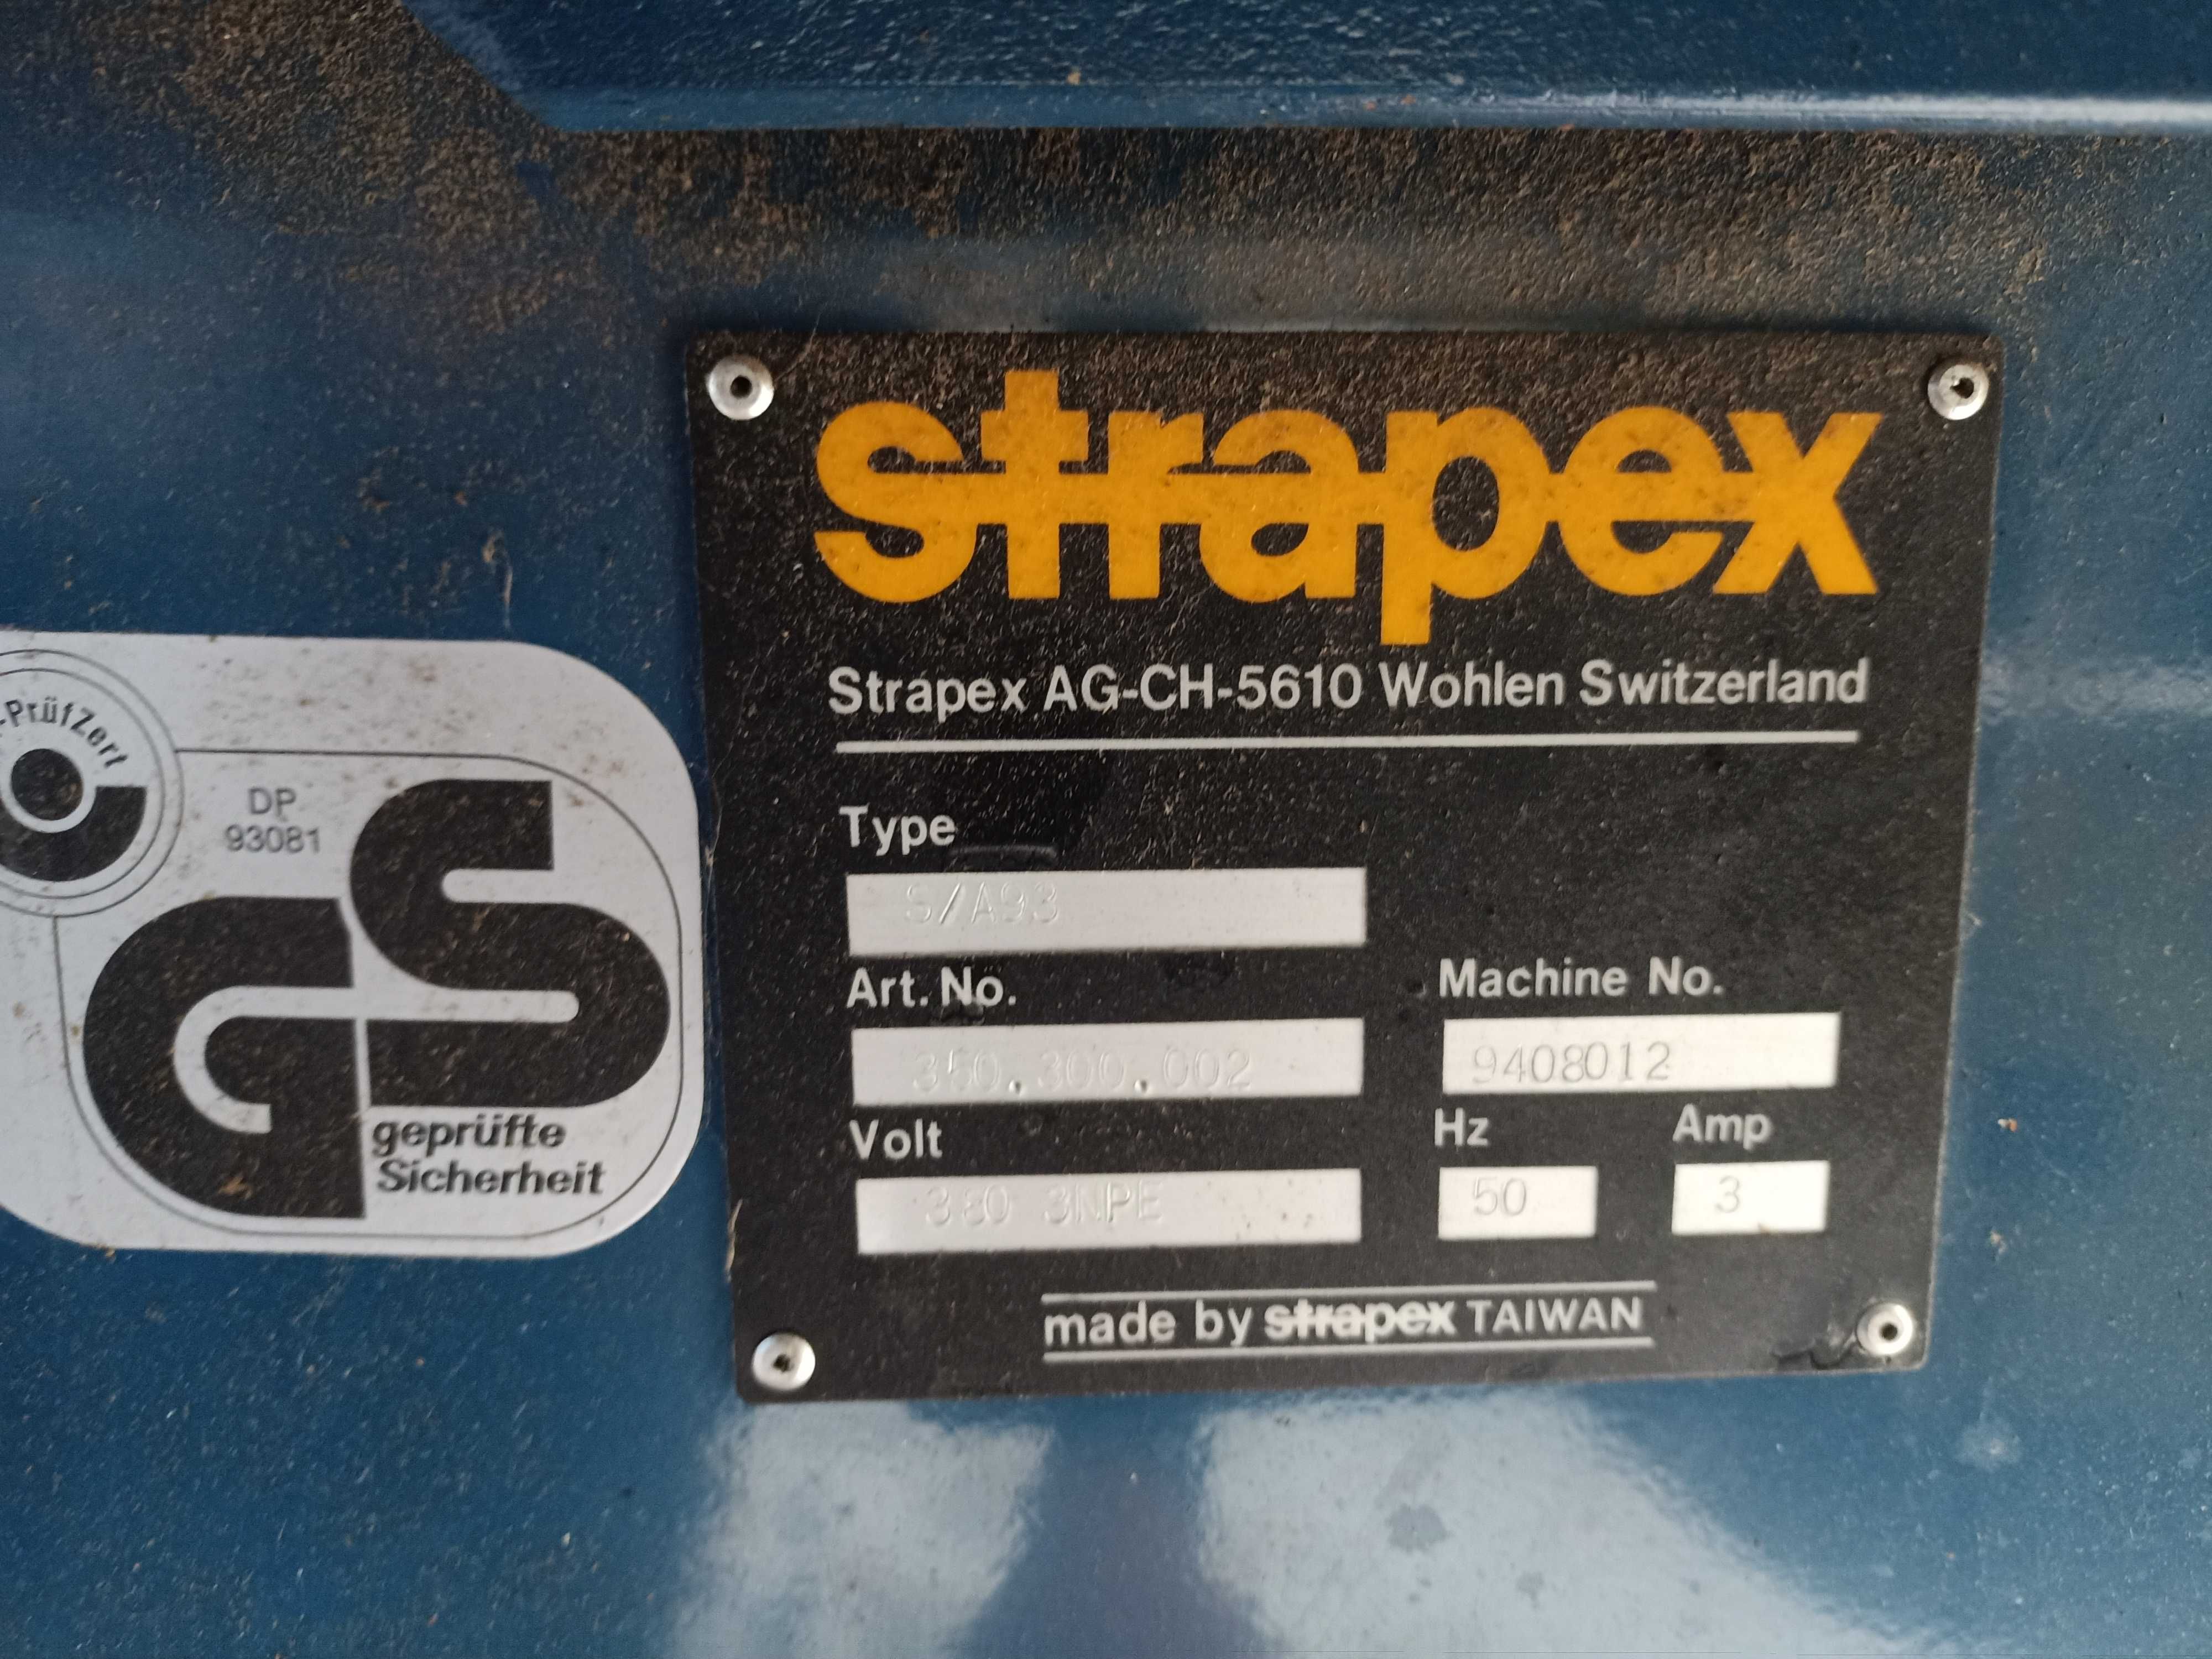 strapex
Strapex AG-CH-5610 Wohlen Switzerland
Type
S/A93
Art. No.
350.300.002
Machine No.
9408012
Volt
380 3NPE
Hz
50
Amp
3
made by strapex TAIWAN
-PrüfZert
DP
93081
GS
geprüfte
Sicherheit